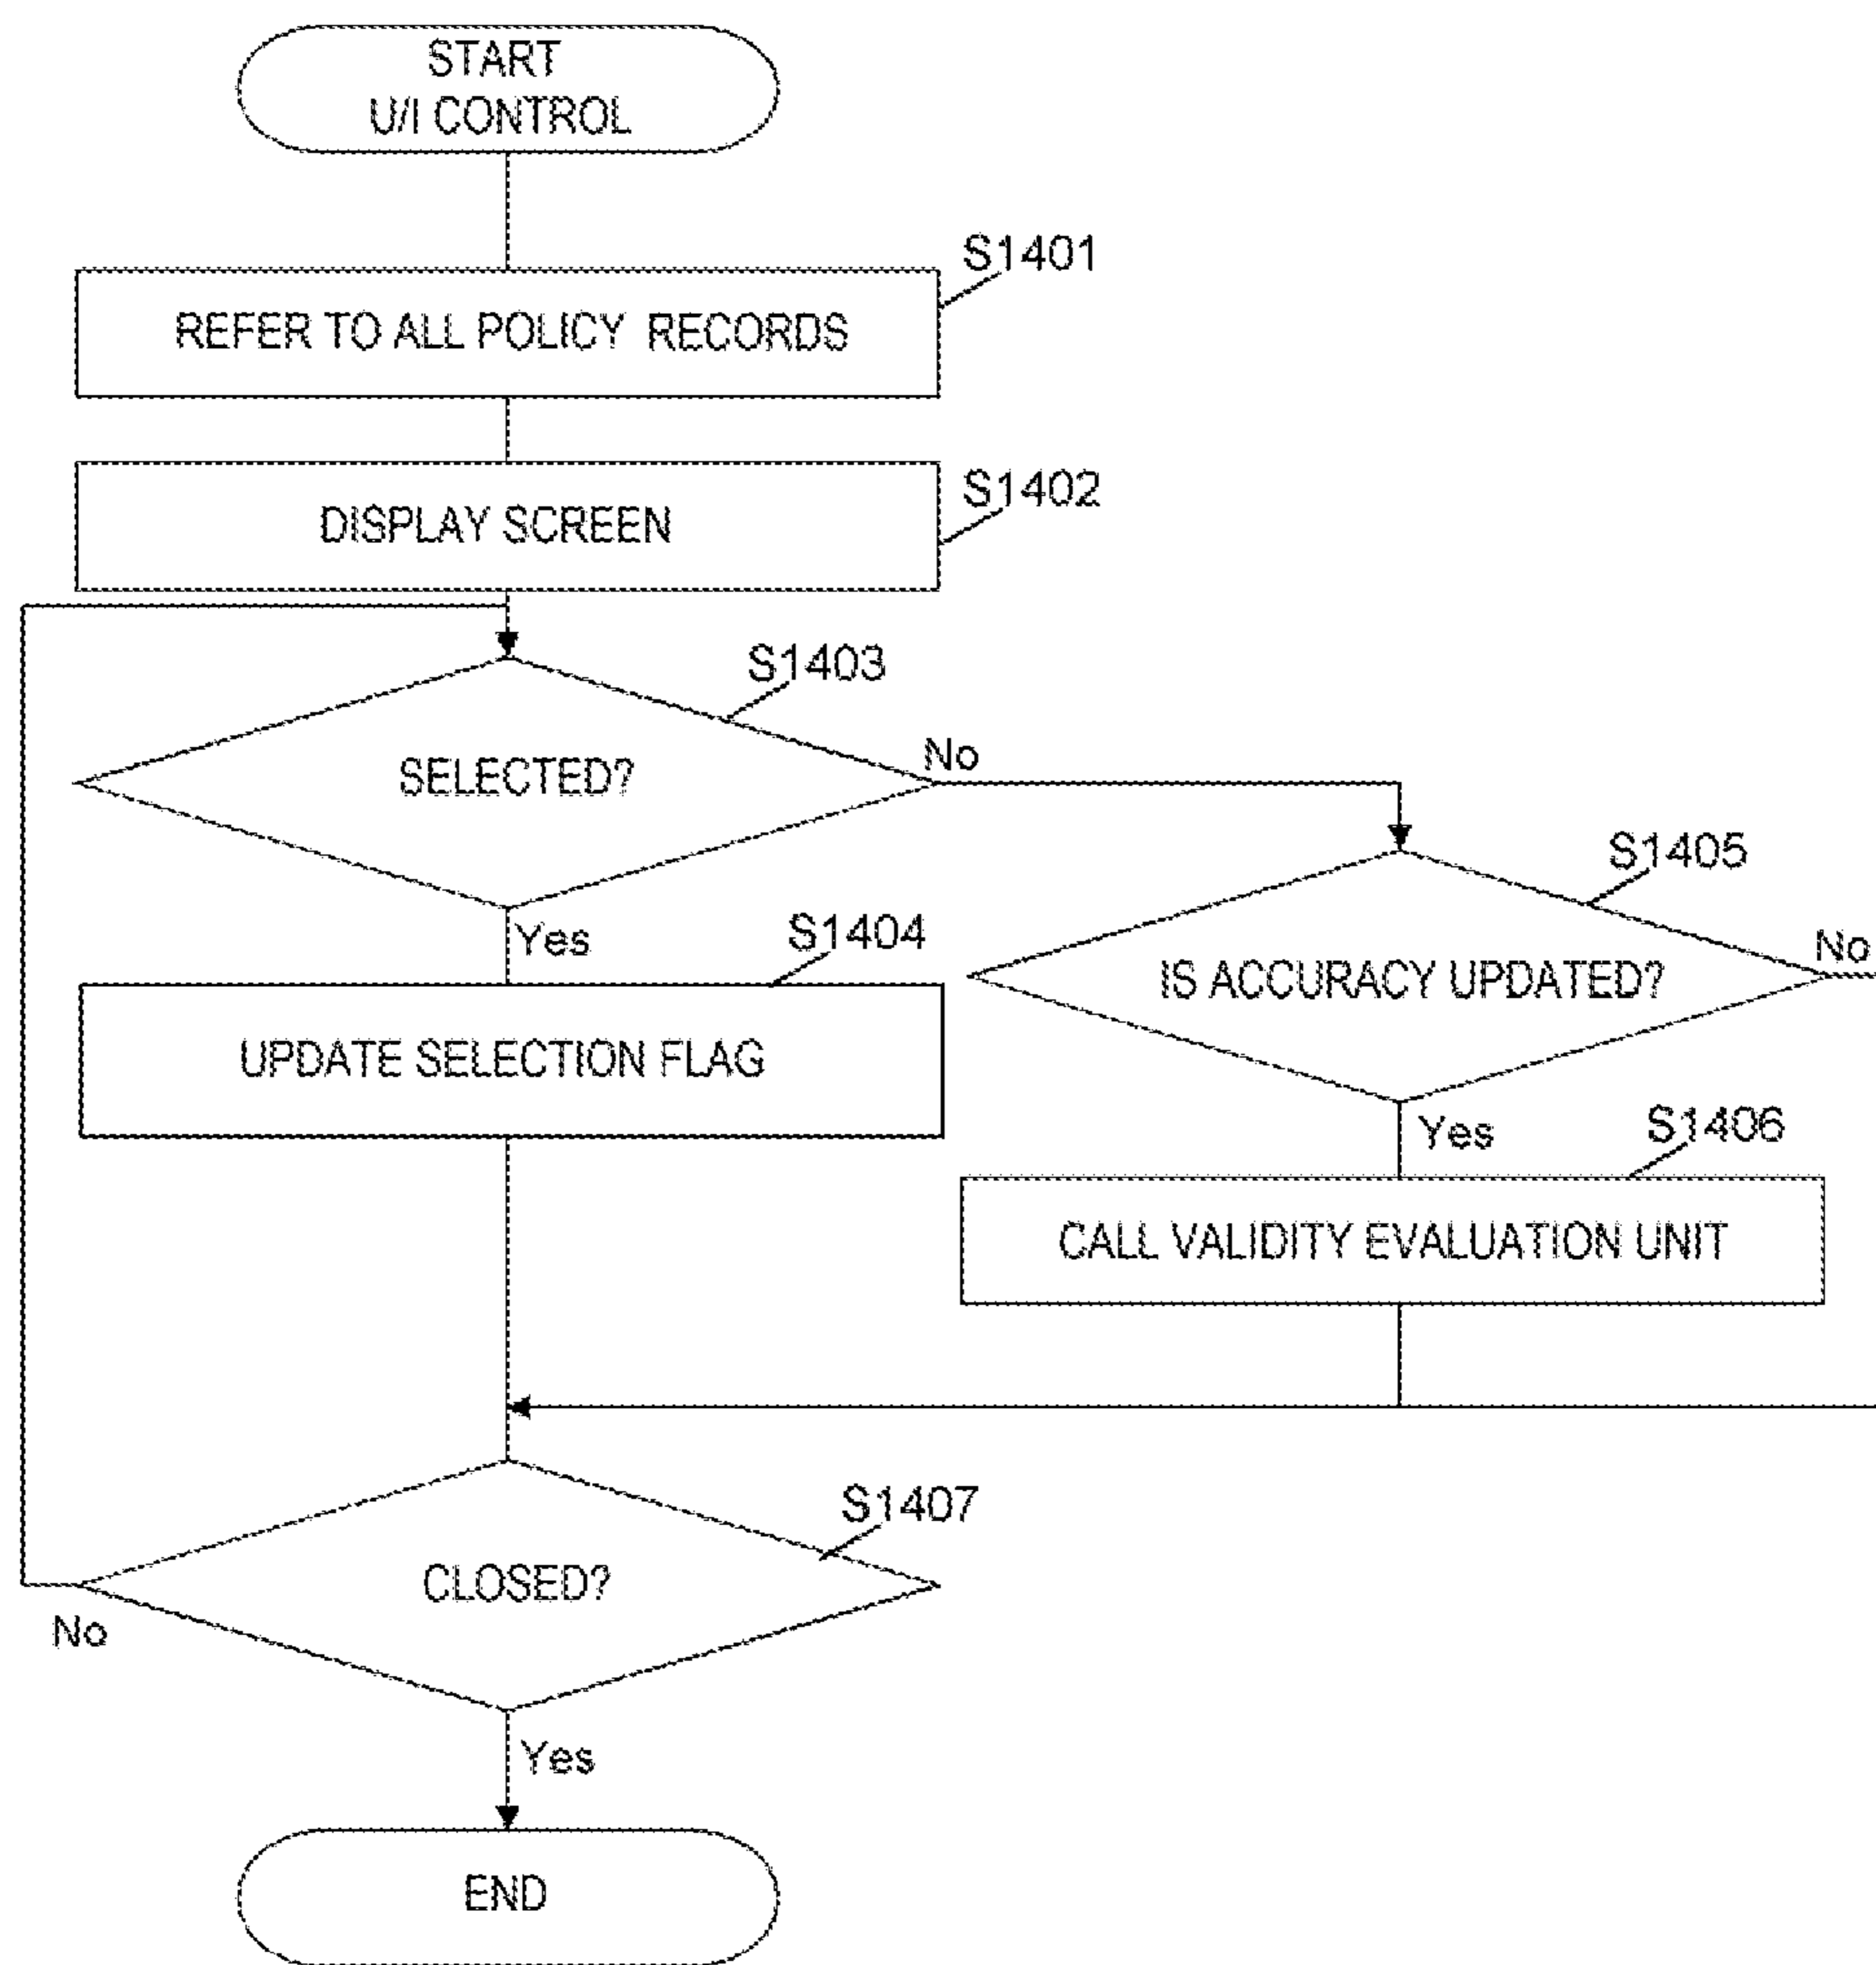 START
U/I CONTROL
S1401
REFER TO ALL POLICY RECORDS
S1402
DISPLAY SCREEN
S1403
SELECTED?
No
S1405
IS ACCURACY UPDATED?
No
Yes
S1404
UPDATE SELECTION FLAG
Yes
S1406
CALL VALIDITY EVALUATION UNIT
S1407
CLOSED?
No
Yes
END